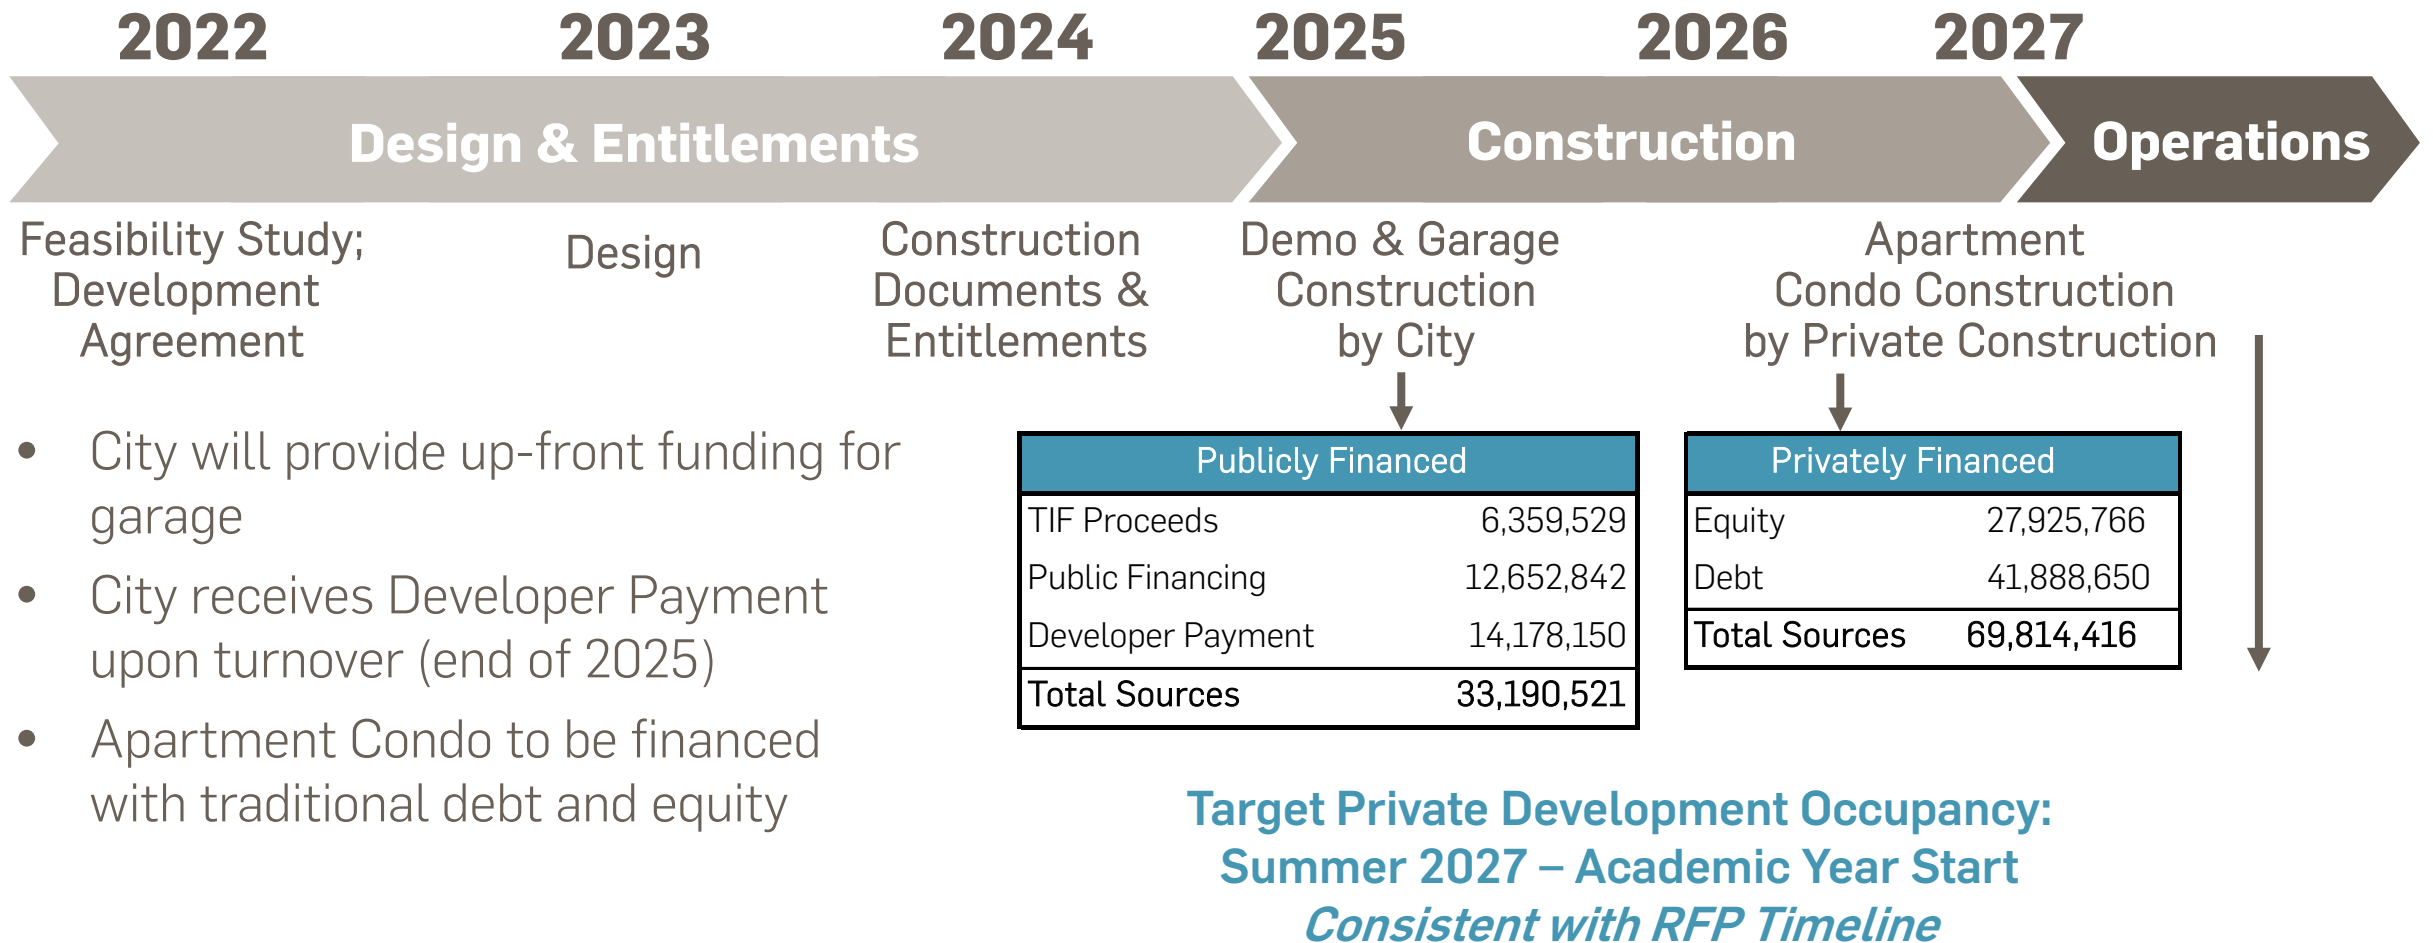 2022 2023 2024 2025 2026 2027
Design & Entitlements Construction Operations
Feasibility Study;
Development
Agreement
Design
Construction
Documents &
Entitlements
Demo & Garage
Construction
by City
Apartment
Condo Construction
by Private Construction
• City will provide up-front funding for
garage
• City receives Developer Payment
upon turnover (end of 2025)
• Apartment Condo to be financed
with traditional debt and equity
Publicly Financed
TIF Proceeds 6,359,529
Public Financing 12,652,842
Developer Payment 14,178,150
Total Sources 33,190,521
Privately Financed
Equity 27,925,766
Debt 41,888,650
Total Sources 69,814,416
Target Private Development Occupancy:
Summer 2027 – Academic Year Start
Consistent with RFP Timeline